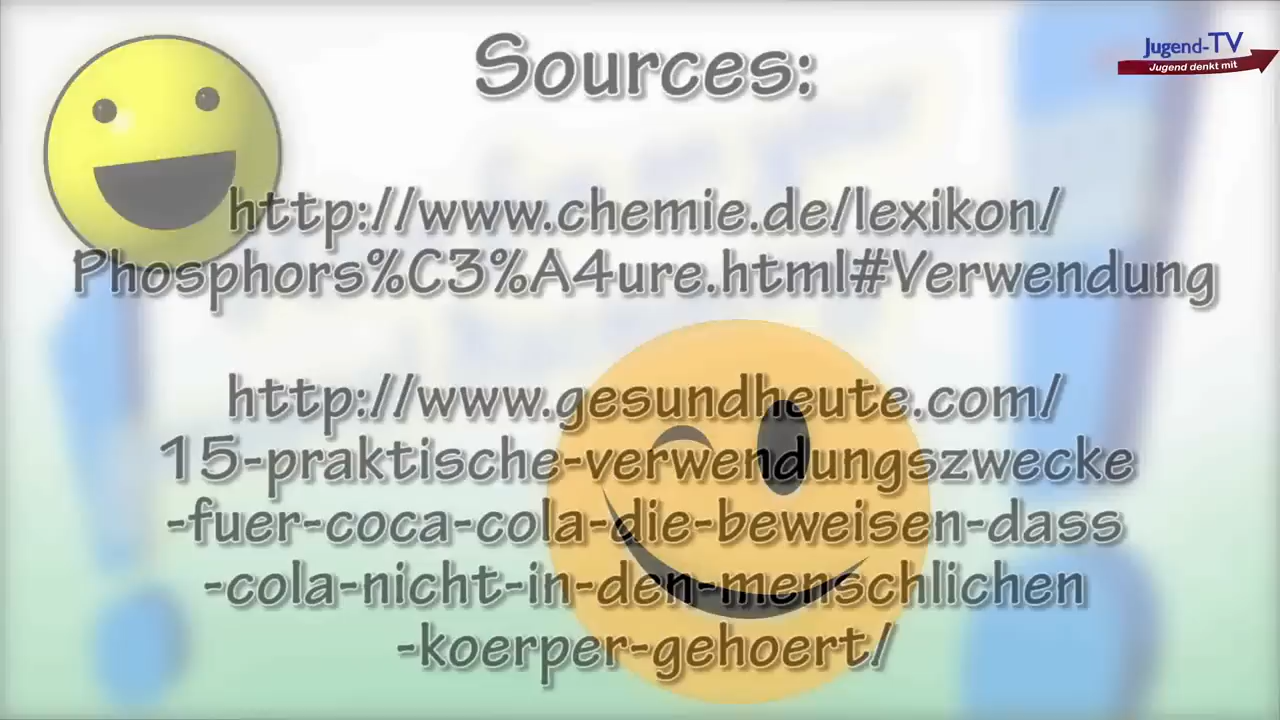 Jugend-TV
Jugend denkt mit
Sources:
http://www.chemie.de/lexikon/
Phosphors%C3%A4ure.html#Verwendung
http://www.gesundheute.com/
15-praktische-verwendungszwecke
-fuer-coca-cola-die-beweisen-dass
-cola-nicht-in-den-menschlichen
-koerper-gehoert/